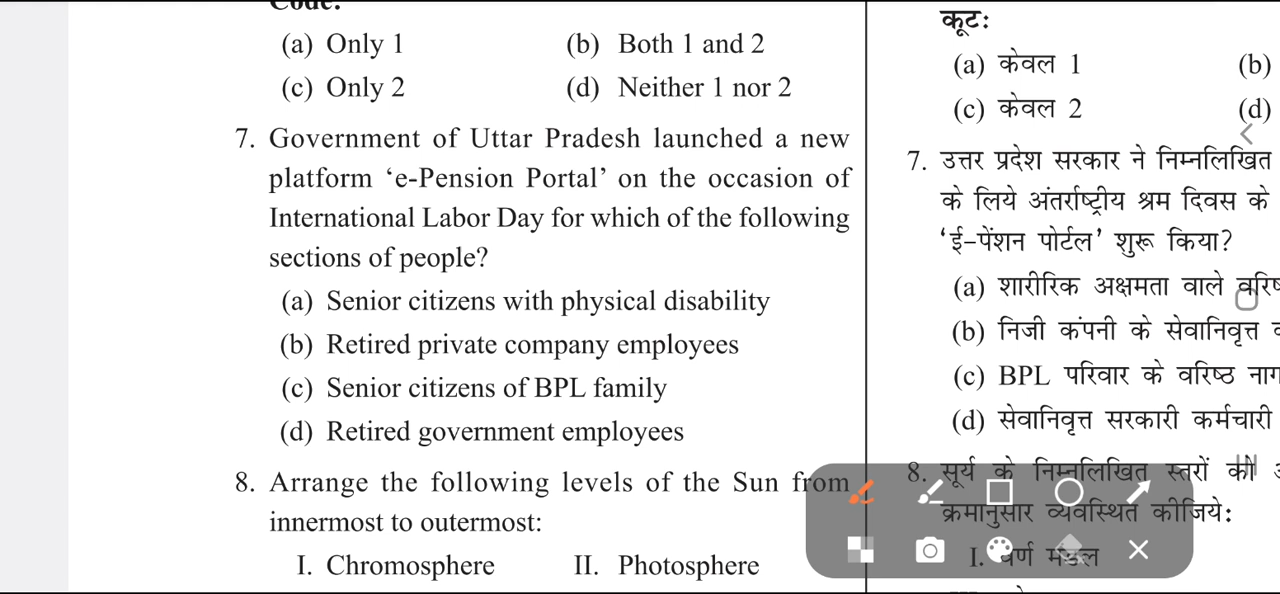 Code:
(a) Only 1 (b) Both 1 and 2
(c) Only 2 (d) Neither 1 nor 2
7. Government of Uttar Pradesh launched a new
platform ‘e-Pension Portal’ on the occasion of
International Labor Day for which of the following
sections of people?
(a) Senior citizens with physical disability
(b) Retired private company employees
(c) Senior citizens of BPL family
(d) Retired government employees
8. Arrange the following levels of the Sun from
innermost to outermost:
I. Chromosphere II. Photosphere
कूटः
(a) केवल 1 (b)
(c) केवल 2 (d)
7. उत्तर प्रदेश सरकार ने निम्नलिखित
के लिये अंतर्राष्ट्रीय श्रम दिवस के
‘ई-पेंशन पोर्टल’ शुरू किया?
(a) शारीरिक अक्षमता वाले
(b) निजी कंपनी के सेवानिवृत्त
(c) BPL परिवार के वरिष्ठ
(d) सेवानिवृत्त सरकारी कर्मचारी
8. सूर्य के निम्नलिखित स्तरों को
क्रमानुसार व्यवस्थित कीजिये:
I. वर्ण मंडल